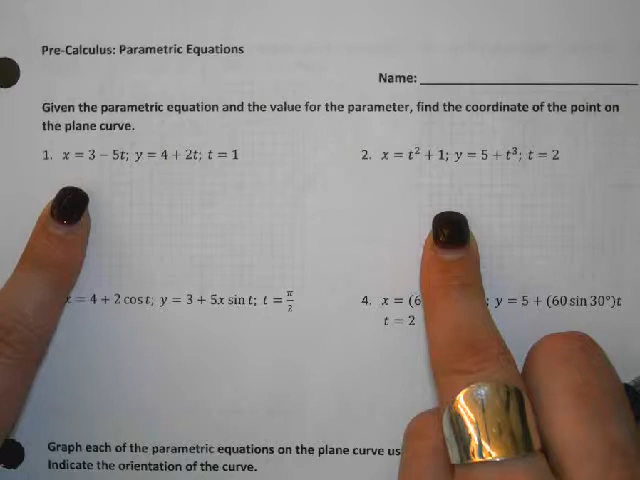 Pre-Calculus: Parametric Equations
Name:
Given the parametric equation and the value for the parameter, find the coordinate of the point on
the plane curve.
1. x = 3 − 5t; y = 4 + 2t; t = 1
2. x = t² + 1; y = 5 + t³; t = 2
x = 4 + 2 cos t; y = 3 + 5x sin t; t = π/2
4. x = (6 ; y = 5 + (60 sin 30°)t
t = 2
Graph each of the parametric equations on the plane curve us
Indicate the orientation of the curve.